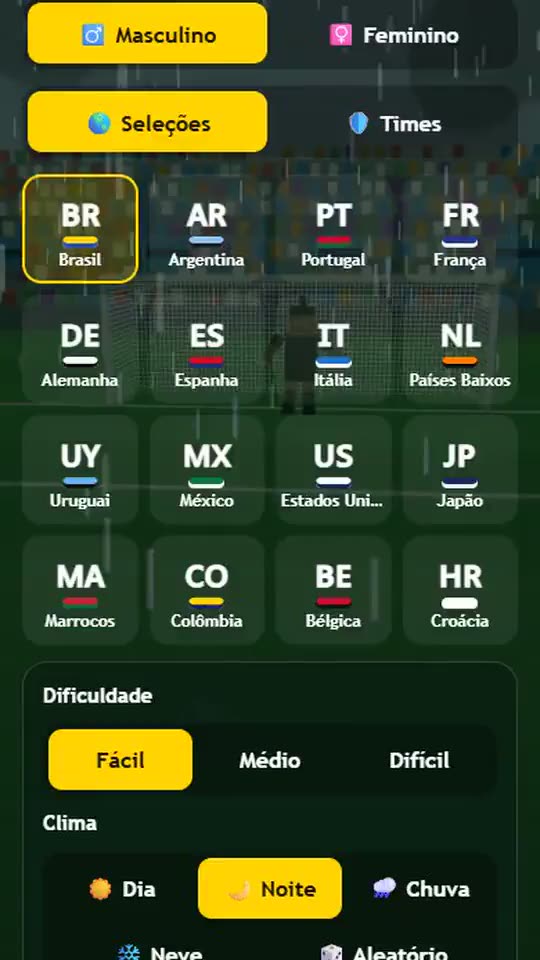 Masculino
Feminino
Seleções
Times
BR
AR
PT
FR
Brasil
Argentina
Portugal
França
DE
ES
IT
NL
Alemanha
Espanha
Itália
Países Baixos
UY
MX
US
JP
Uruguai
México
Estados Uni...
Japão
MA
CO
BE
HR
Marrocos
Colômbia
Bélgica
Croácia
Dificuldade
Fácil
Médio
Difícil
Clima
Dia
Noite
Chuva
Neve
Aleatório